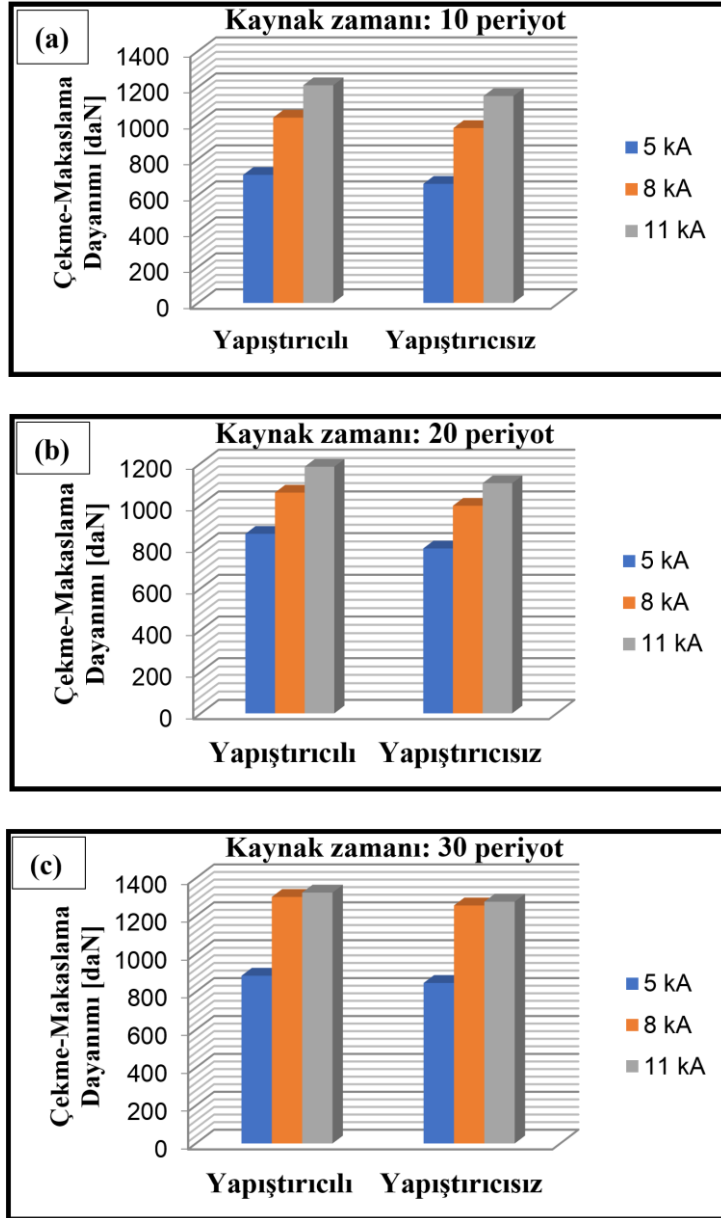 (a)
Kaynak zamanı: 10 periyot
Çekme-Makaslama
Dayanımı [daN]
1400
1200
1000
800
600
400
200
0
Yapıştırıcılı Yapıştırıcısız
5 kA
8 kA
11 kA
(b)
Kaynak zamanı: 20 periyot
Çekme-Makaslama
Dayanımı [daN]
1200
1000
800
600
400
200
0
Yapıştırıcılı Yapıştırıcısız
5 kA
8 kA
11 kA
(c)
Kaynak zamanı: 30 periyot
Çekme-Makaslama
Dayanımı [daN]
1400
1200
1000
800
600
400
200
0
Yapıştırıcılı Yapıştırıcısız
5 kA
8 kA
11 kA